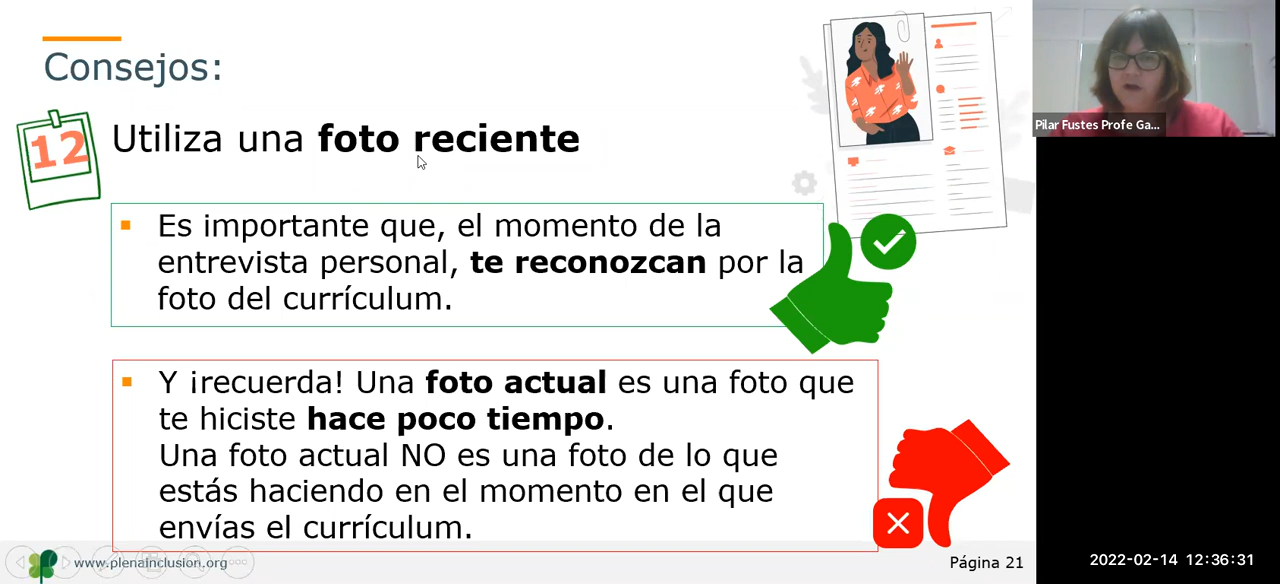 Consejos:
12
Utiliza una foto reciente
Es importante que, el momento de la
entrevista personal, te reconozcan por la
foto del currículum.
Y ¡recuerda! Una foto actual es una foto que
te hiciste hace poco tiempo.
Una foto actual NO es una foto de lo que
estás haciendo en el momento en el que
envías el currículum.
www.plenainclusion.org
Página 21
Pilar Fustes Profe Ga...
2022-02-14 12:36:31